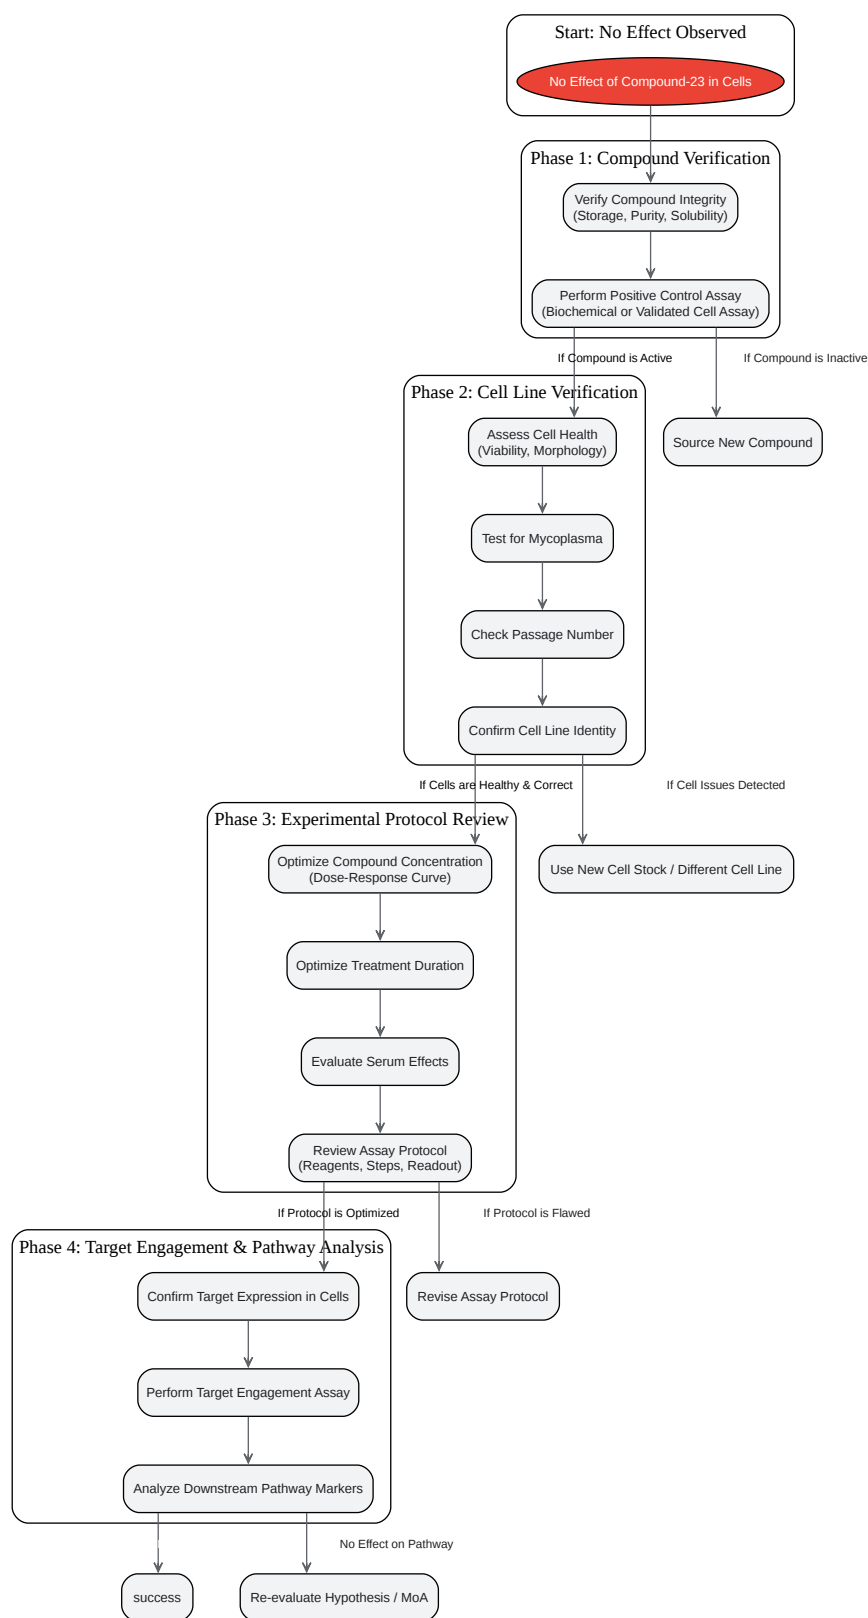 Start: No Effect Observed
No Effect of Compound-23 in Cells
Phase 1: Compound Verification
Verify Compound Integrity
(Storage, Purity, Solubility)
Perform Positive Control Assay
(Biochemical or Validated Cell Assay)
If Compound is Active
If Compound is Inactive
Phase 2: Cell Line Verification
Assess Cell Health
(Viability, Morphology)
Source New Compound
Test for Mycoplasma
Check Passage Number
Confirm Cell Line Identity
If Cells are Healthy & Correct
If Cell Issues Detected
Phase 3: Experimental Protocol Review
Optimize Compound Concentration
(Dose-Response Curve)
Use New Cell Stock / Different Cell Line
Optimize Treatment Duration
Evaluate Serum Effects
Review Assay Protocol
(Reagents, Steps, Readout)
If Protocol is Optimized
If Protocol is Flawed
Phase 4: Target Engagement & Pathway Analysis
Confirm Target Expression in Cells
Revise Assay Protocol
Perform Target Engagement Assay
Analyze Downstream Pathway Markers
No Effect on Pathway
success
Re-evaluate Hypothesis / MoA